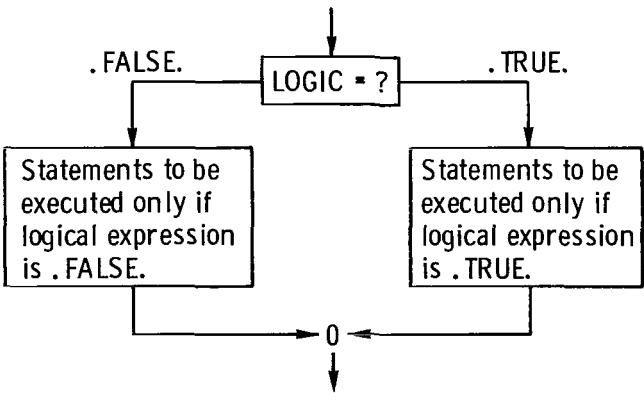 .FALSE.
LOGIC = ?
.TRUE.
Statements to be
executed only if
logical expression
is .FALSE.
Statements to be
executed only if
logical expression
is .TRUE.
0